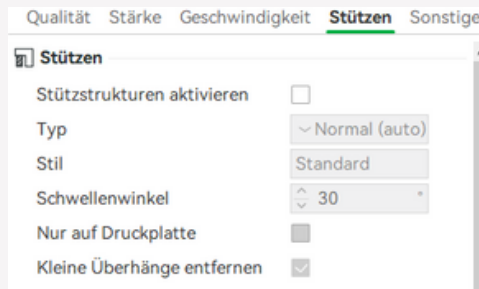 Qualität Stärke Geschwindigkeit Stützen Sonstige
Stützen
Stützstrukturen aktivieren
Typ Normal (auto)
Stil Standard
Schwellenwinkel 30 °
Nur auf Druckplatte
Kleine Überhänge entfernen